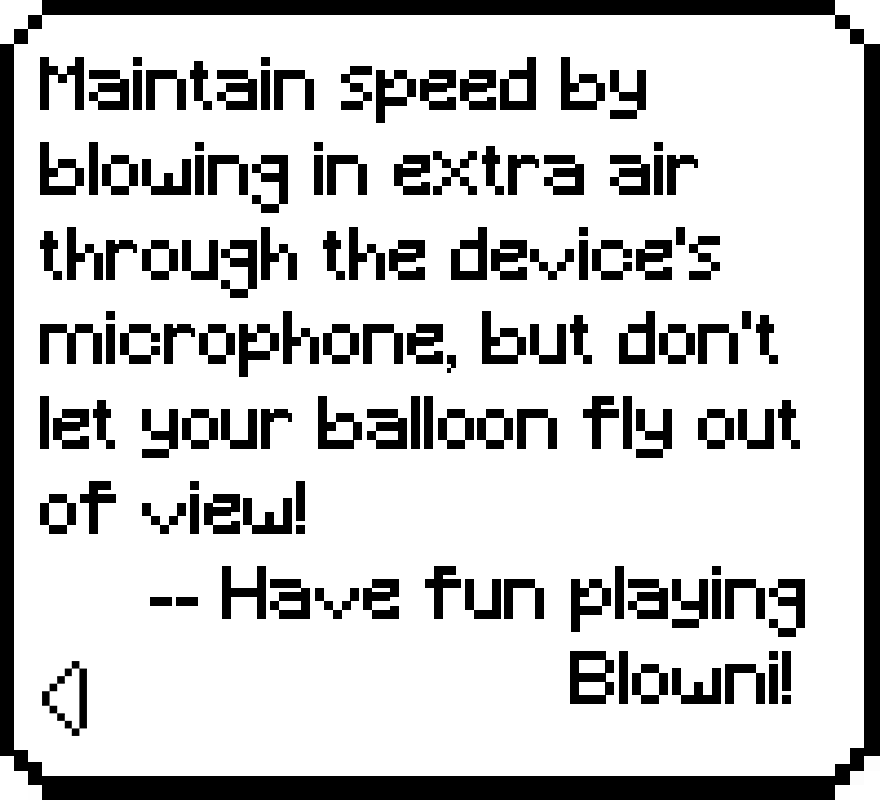 Maintain speed by
blowing in extra air
through the device's
microphone, but don't
let your balloon fly out
of view!
-- Have fun playing
Blowni!